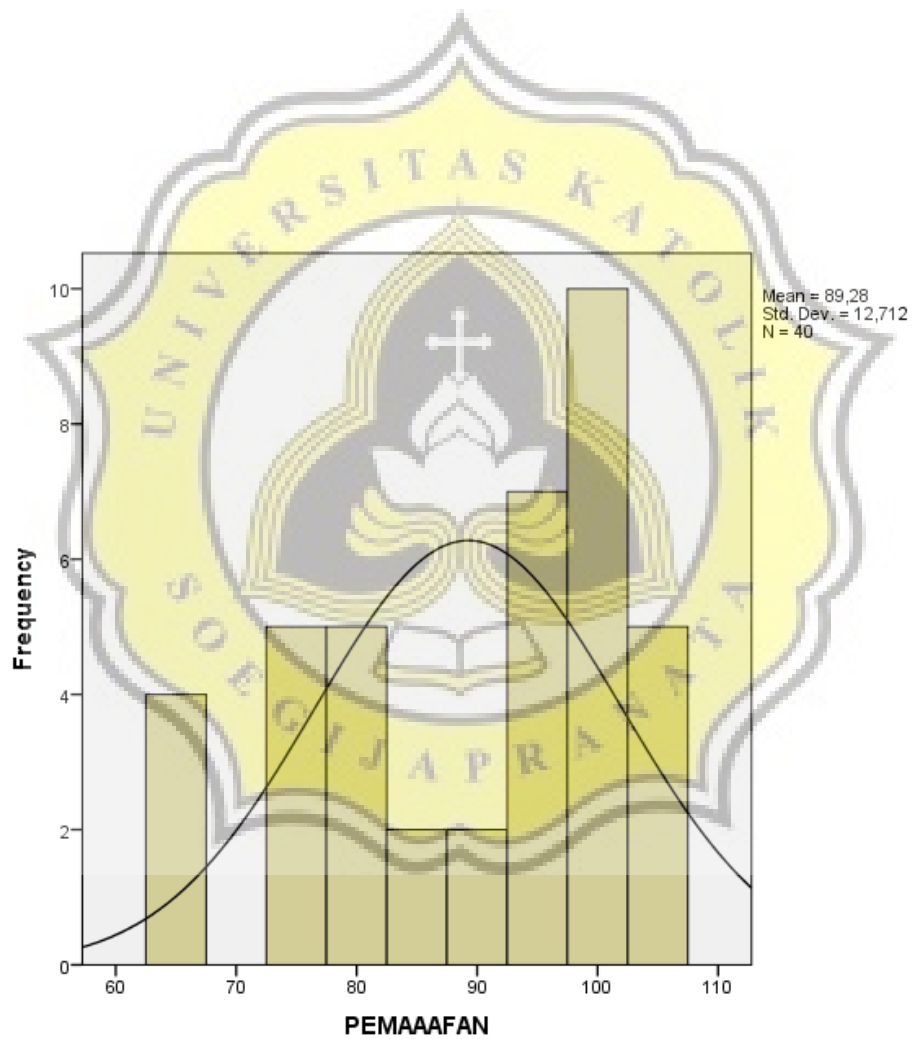 UNIVERSITAS KATOLIK
SOEGIJAPRANATA
Mean = 89,28
Std. Dev. = 12,712
N = 40
Frequency
10
8
6
4
2
0
60 70 80 90 100 110
PEMAAAFAN